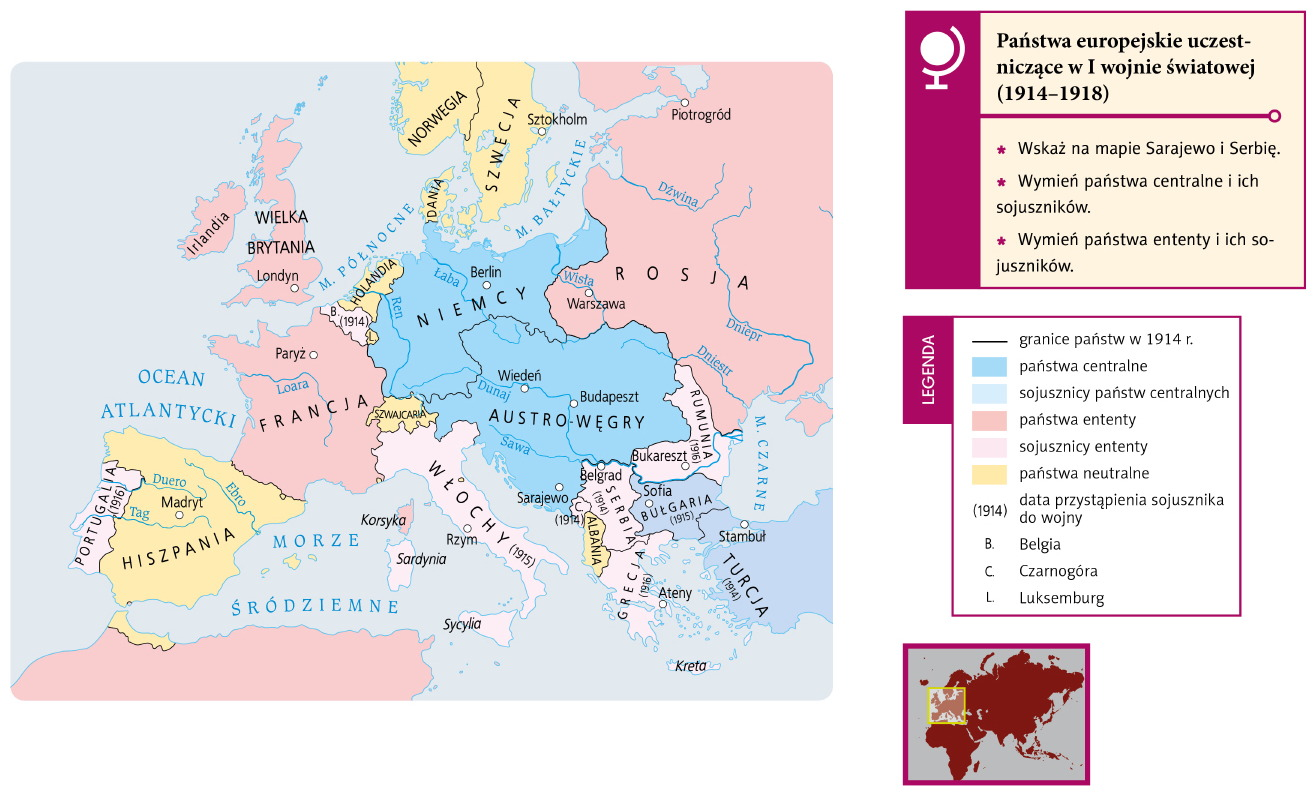 Państwa europejskie uczest-
niczące w I wojnie światowej
(1914–1918)
* Wskaż na mapie Sarajewo i Serbię.
* Wymień państwa centralne i ich
sojuszników.
* Wymień państwa ententy i ich so-
juszników.
LEGENDA
granice państw w 1914 r.
państwa centralne
sojusznicy państw centralnych
państwa ententy
sojusznicy ententy
państwa neutralne
(1914) data przystąpienia sojusznika
do wojny
B. Belgia
C. Czarnogóra
L. Luksemburg
NORWEGIA
SZWECJA
Sztokholm
Piotrogród
DANIA
M. BAŁTYCKIE
Dźwina
Irlandia
WIELKA
BRYTANIA
Londyn
M. PÓŁNOCNE
HOLANDIA
Łaba
Berlin
Wisła
Warszawa
ROSJA
Ren
NIEMCY
B.
(1914)
L.
Dniepr
Dniestr
Paryż
Loara
FRANCJA
OCEAN
ATLANTYCKI
SZWAJCARIA
Wiedeń
Dunaj
Budapeszt
AUSTRO-WĘGRY
Sawa
RUMUNIA
(1916)
Bukareszt
M. CZARNE
Belgrad
Sarajewo
SERBIA
(1914)
C.
(1914)
ALBANIA
Sofia
BUŁGARIA
(1915)
Stambuł
TURCJA
(1914)
GRECJA
(1916)
Ateny
Kreta
WŁOCHY
(1915)
Rzym
Korsyka
Sardynia
Sycylia
PORTUGALIA
(1916)
Duero
Ebro
Madryt
Tag
HISZPANIA
MORZE
ŚRÓDZIEMNE